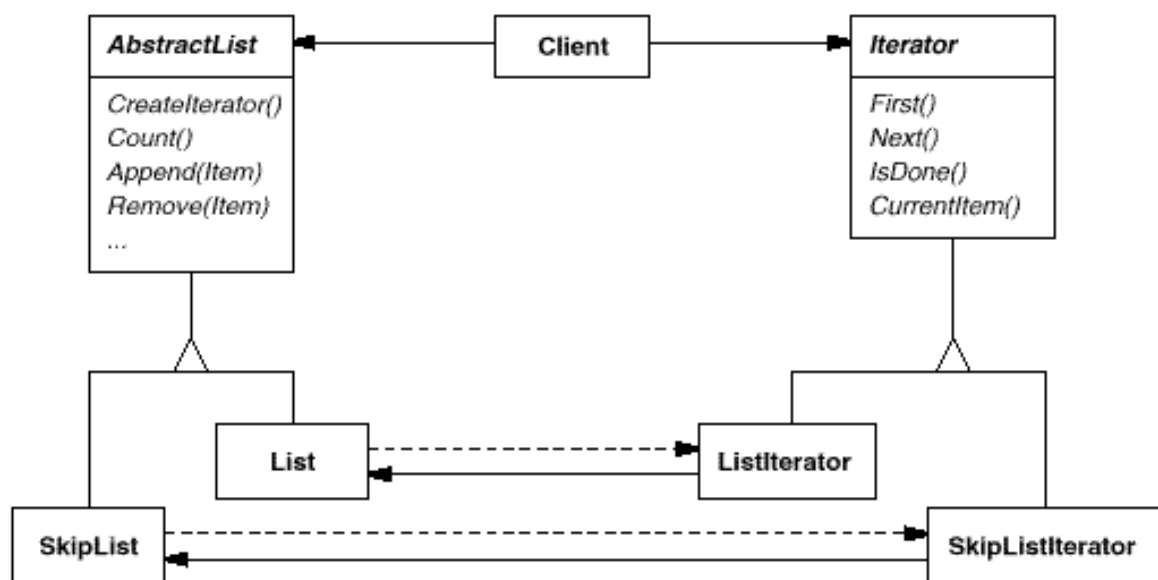 AbstractList
CreateIterator()
Count()
Append(Item)
Remove(Item)
...
Client
Iterator
First()
Next()
IsDone()
CurrentItem()
List
ListIterator
SkipList
SkipListIterator